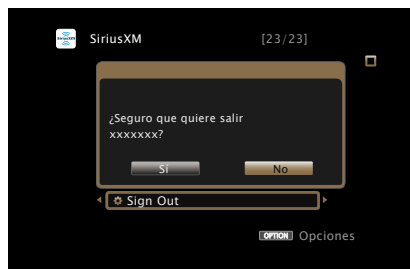 SiriusXM [23/23]
¿Seguro que quiere salir
xxxxxxx?
Sí No
Sign Out
OPTION Opciones